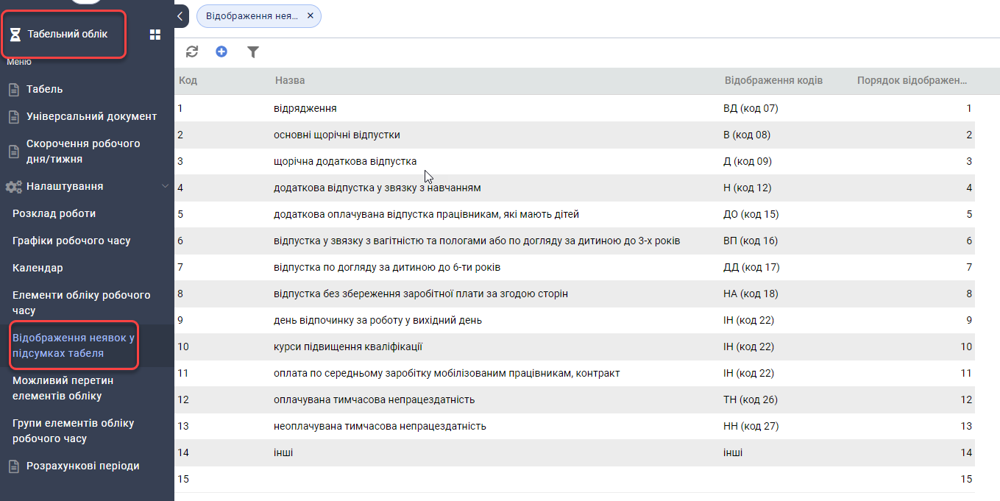 Табельний облік
Меню
Табель
Універсальний документ
Скорочення робочого
дня/тижня
Налаштування
Розклад роботи
Графіки робочого часу
Календар
Елементи обліку робочого
часу
Відображення неявок у
підсумках табеля
Можливий перетин
елементів обліку
Групи елементів обліку
робочого часу
Розрахункові періоди
Відображення нея...
Код Назва Відображення кодів Порядок відображен...
1 відрядження ВД (код 07) 1
2 основні щорічні відпустки В (код 08) 2
3 щорічна додаткова відпустка Д (код 09) 3
4 додаткова відпустка у звязку з навчанням Н (код 12) 4
5 додаткова оплачувана відпустка працівникам, які мають дітей ДО (код 15) 5
6 відпустка у звязку з вагітністю та пологами або по догляду за дитиною до 3-х років ВП (код 16) 6
7 відпустка по догляду за дитиною до 6-ти років ДД (код 17) 7
8 відпустка без збереження заробітної плати за згодою сторін НА (код 18) 8
9 день відпочинку за роботу у вихідний день ІН (код 22) 9
10 курси підвищення кваліфікації ІН (код 22) 10
11 оплата по середньому заробітку мобілізованим працівникам, контракт ІН (код 22) 11
12 оплачувана тимчасова непрацездатність ТН (код 26) 12
13 неоплачувана тимчасова непрацездатність НН (код 27) 13
14 інші інші 14
15 15